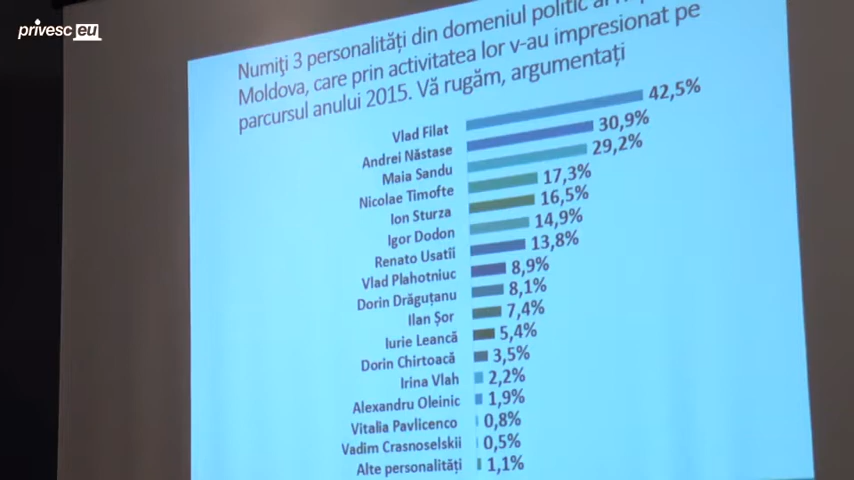 privesc eu
Numiţi 3 personalități din domeniul politic al
Moldova, care prin activitatea lor v-au impresionat pe
parcursul anului 2015. Vă rugăm, argumentați
Vlad Filat 42,5%
Andrei Năstase 30,9%
Maia Sandu 29,2%
Nicolae Timofte 17,3%
Ion Sturza 16,5%
Igor Dodon 14,9%
Renato Usatîi 13,8%
Vlad Plahotniuc 8,9%
Dorin Drăguțanu 8,1%
Ilan Șor 7,4%
Iurie Leancă 5,4%
Dorin Chirtoacă 3,5%
Irina Vlah 2,2%
Alexandru Oleinic 1,9%
Vitalia Pavlicenco 0,8%
Vadim Crasnoselskii 0,5%
Alte personalități 1,1%